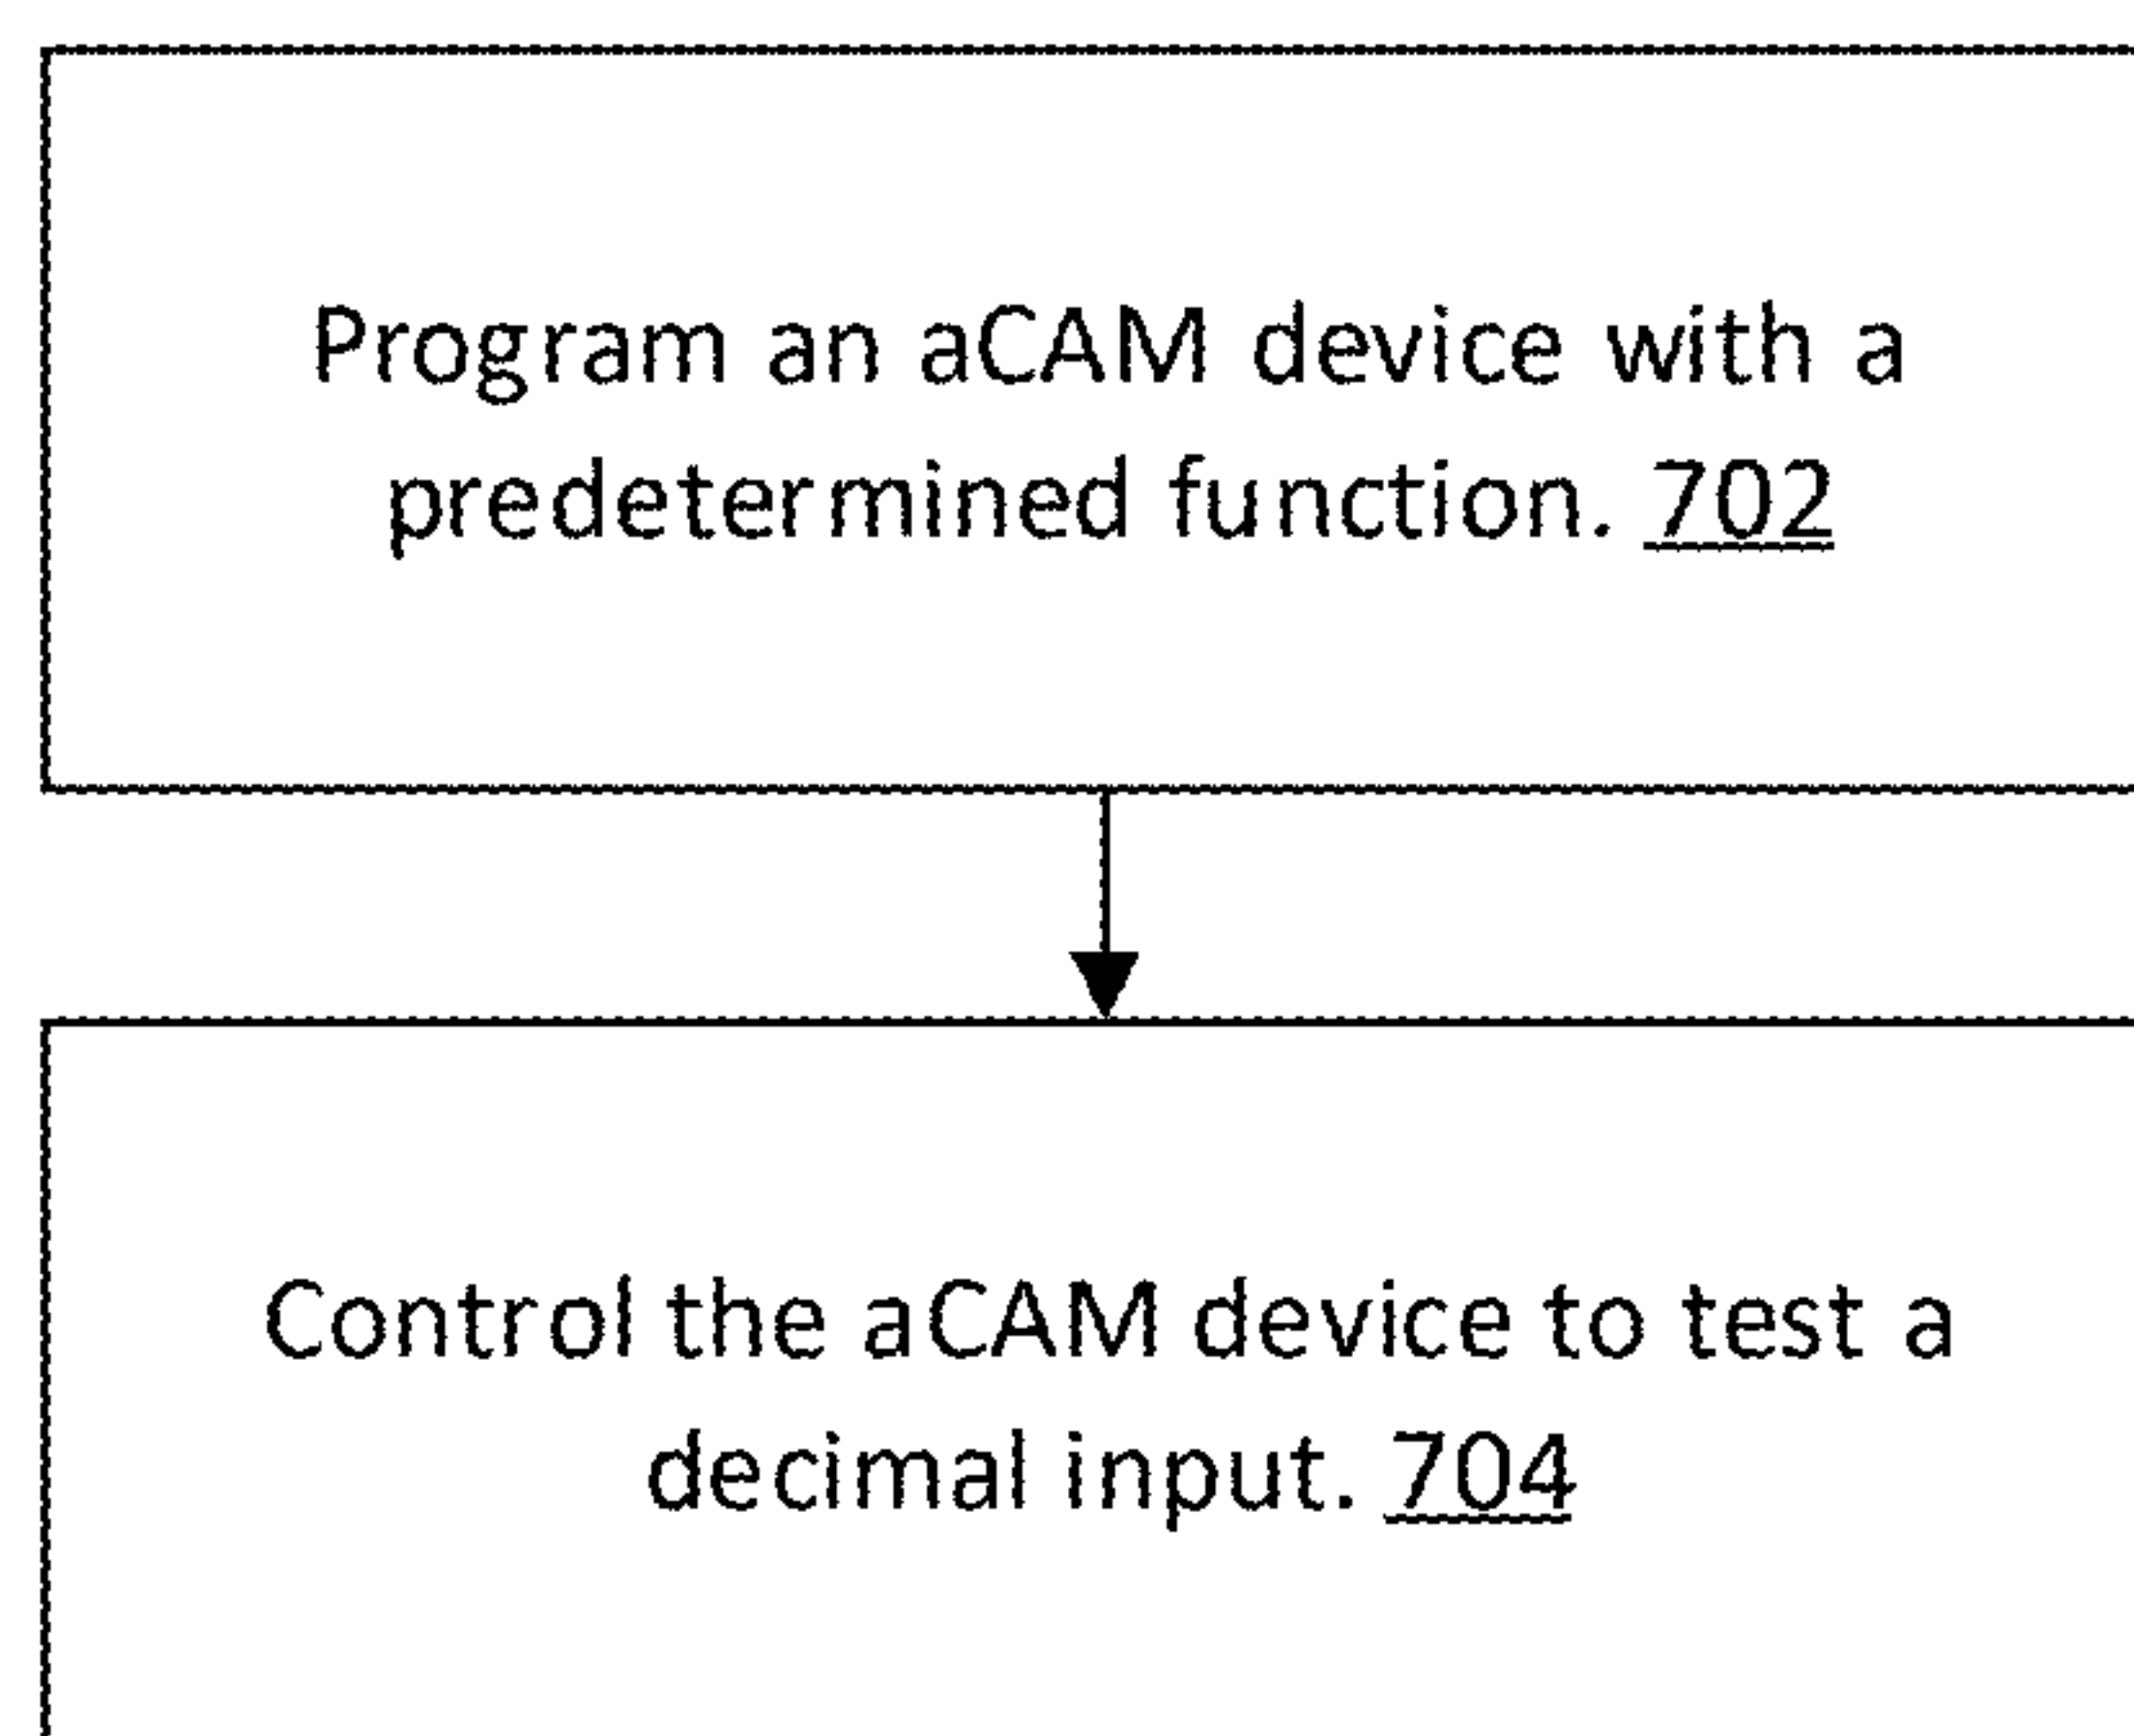 Program an aCAM device with a
predetermined function. 702
Control the aCAM device to test a
decimal input. 704